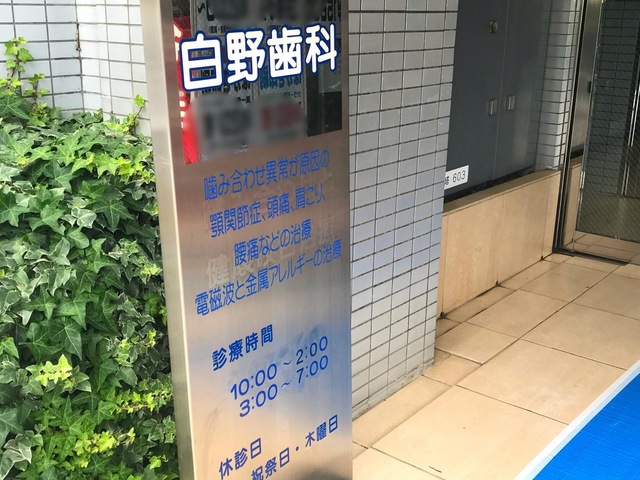 白野歯科
噛み合わせ異常が原因の
顎関節症、頭痛、肩こり、
腰痛などの治療
電磁波と金属アレルギーの治療
診療時間
10:00～2:00
3:00～7:00
休診日
祝祭日・木曜日
603